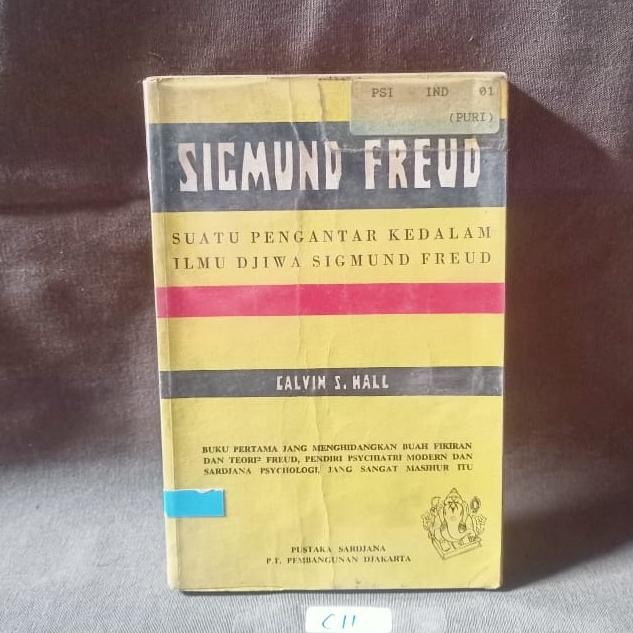 PSI IND 01
(PURI)
SIGMUND FREUD
SUATU PENGANTAR KEDALAM
ILMU DJIWA SIGMUND FREUD
CALVIN S. HALL
BUKU PERTAMA JANG MENGHIDANGKAN BUAH FIKIRAN
DAN TEORI² FREUD, PENDIRI PSYCHIATRI MODERN DAN
SARDJANA PSYCHOLOGI, JANG SANGAT MASJHUR ITU
PUSTAKA SARDJANA
P.T. PEMBANGUNAN DJAKARTA
C11